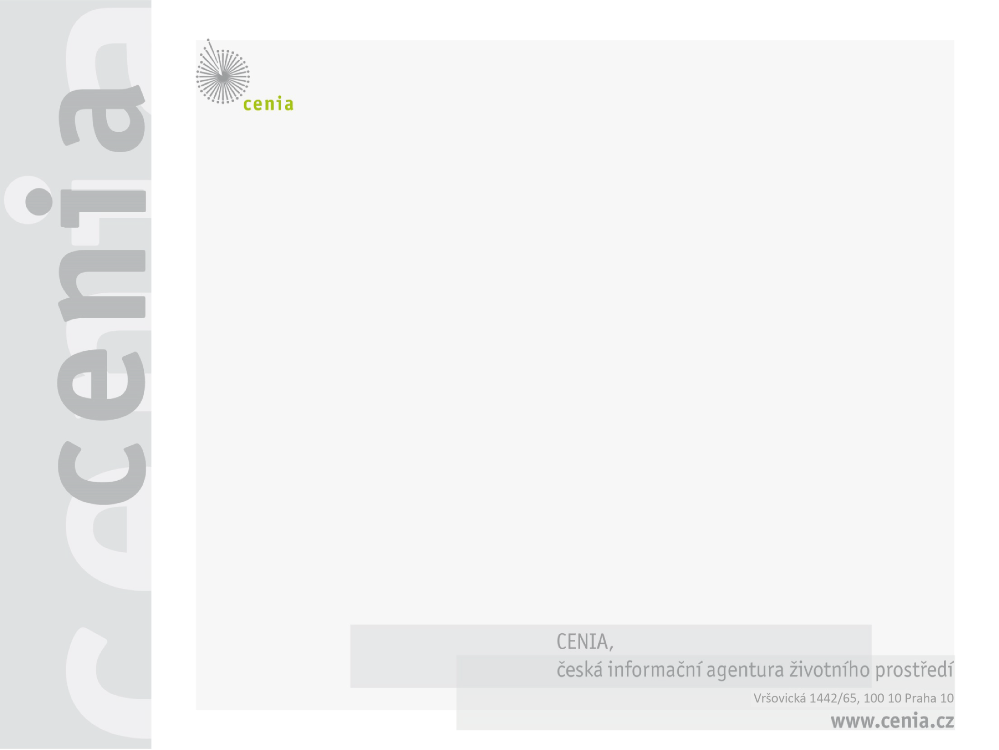 cenia
cenia
CENIA,
česká informační agentura životního prostředí
Vršovická 1442/65, 100 10 Praha 10
www.cenia.cz